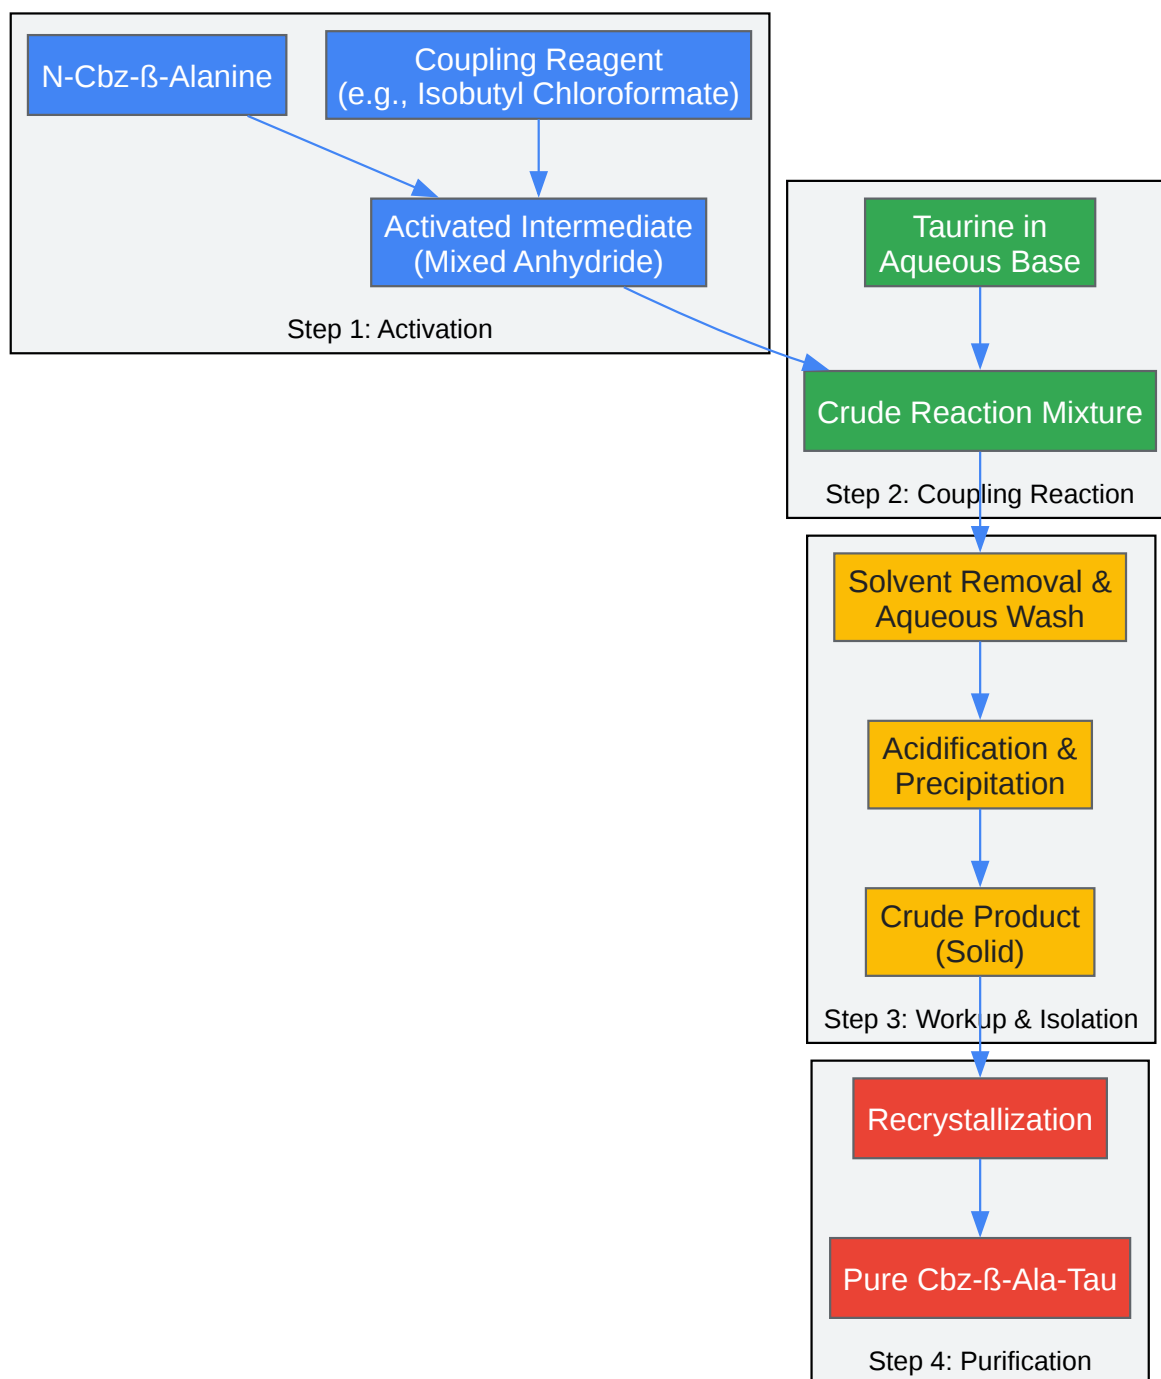 N-Cbz-ß-Alanine
Coupling Reagent
(e.g., Isobutyl Chloroformate)
Activated Intermediate
(Mixed Anhydride)
Step 1: Activation
Taurine in
Aqueous Base
Crude Reaction Mixture
Step 2: Coupling Reaction
Solvent Removal &
Aqueous Wash
Acidification &
Precipitation
Crude Product
(Solid)
Step 3: Workup & Isolation
Recrystallization
Pure Cbz-ß-Ala-Tau
Step 4: Purification